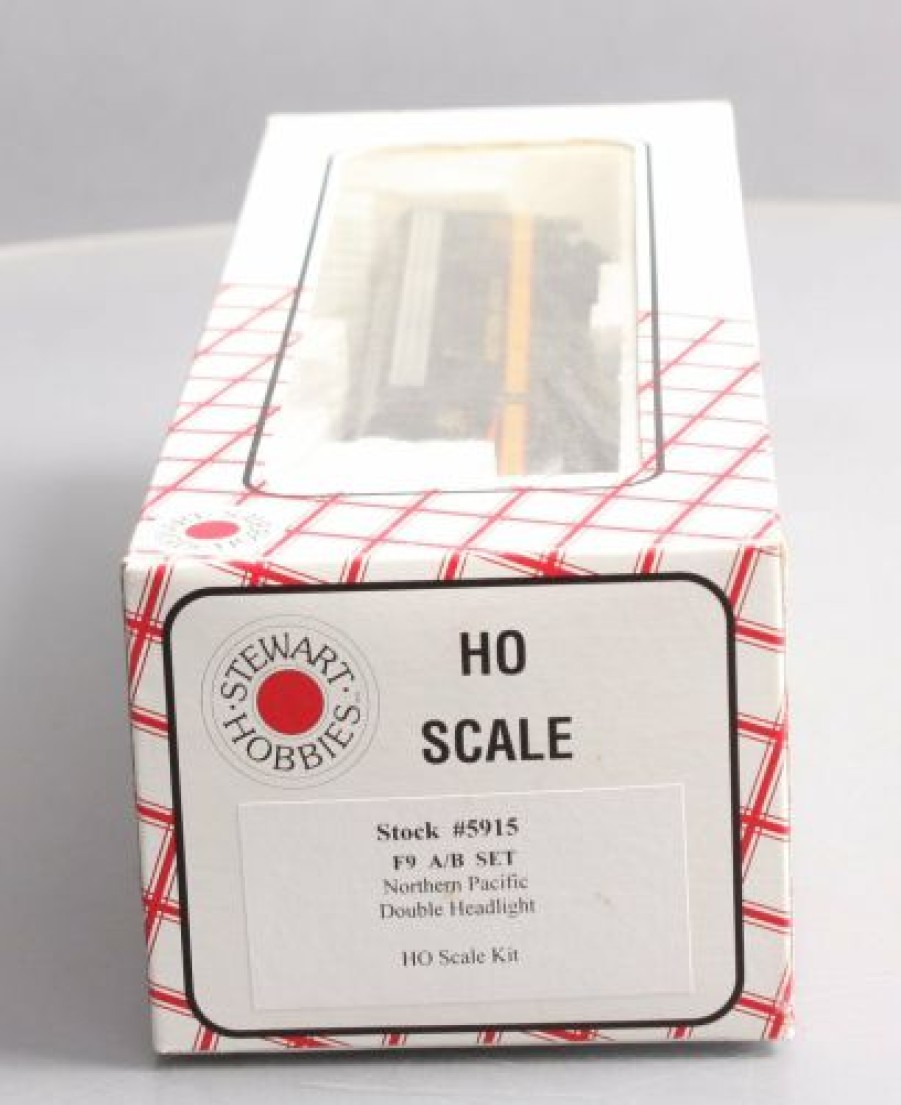 STEWART
HOBBIES
HO
SCALE
Stock #5915
F9 A/B SET
Northern Pacific
Double Headlight
HO Scale Kit